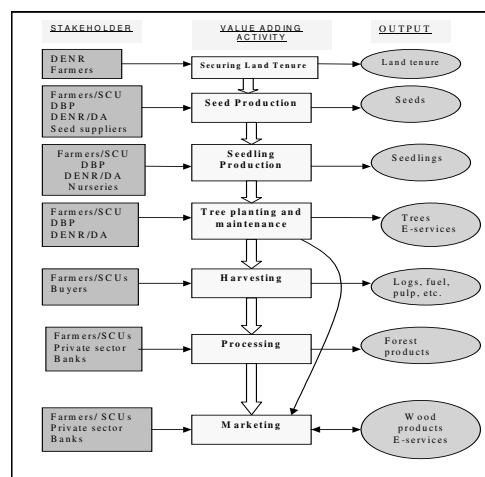 STAKEHOLDER
VALUE ADDING
ACTIVITY
OUTPUT
DENR
Farmers
Securing Land Tenure
Land tenure
Farmers/SCU
DBP
DENR/DA
Seed suppliers
Seed Production
Seeds
Farmers/SCU
DBP
DENR/DA
Nurseries
Seedling
Production
Seedlings
Farmers/SCU
DBP
DENR/DA
Tree planting and
maintenance
Trees
E-services
Farmers/SCUs
Buyers
Harvesting
Logs, fuel,
pulp, etc.
Farmers/SCUs
Private sector
Banks
Processing
Forest
products
Farmers/ SCUs
Private sector
Banks
Marketing
Wood
products
E-services